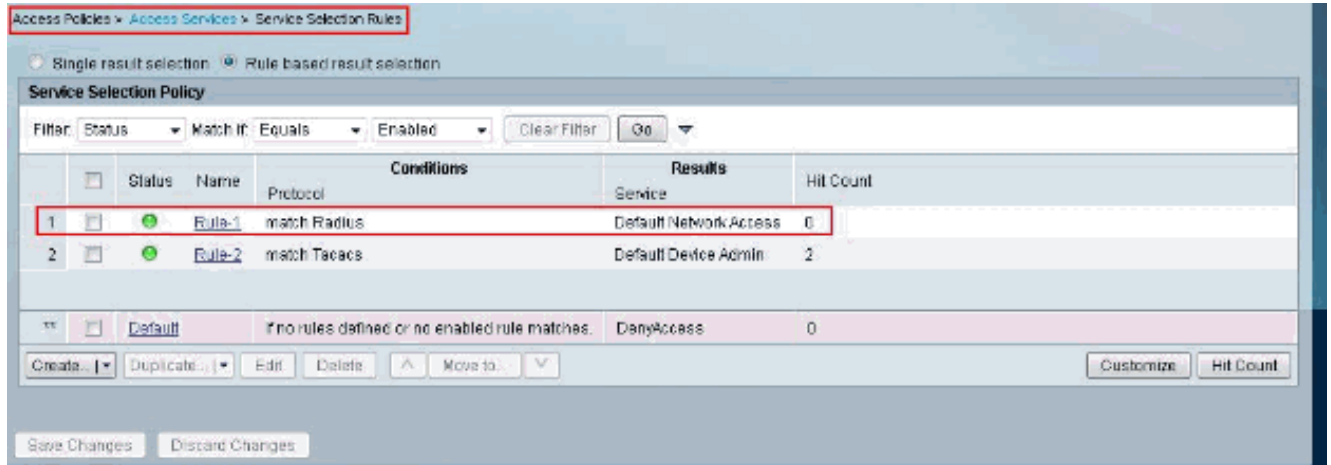 Access Policies > Access Services > Service Selection Rules
Single result selection Rule based result selection
Service Selection Policy
Filter: Status Match if: Equals Enabled Clear Filter Go
Conditions Results
Status Name Protocol Service Hit Count
1 Rule-1 match Radius Default Network Access 0
2 Rule-2 match Tacacs Default Device Admin 2
** Default If no rules defined or no enabled rule matches. DenyAccess 0
Create... Duplicate... Edit Delete Move to... Customize Hit Count
Save Changes Discard Changes